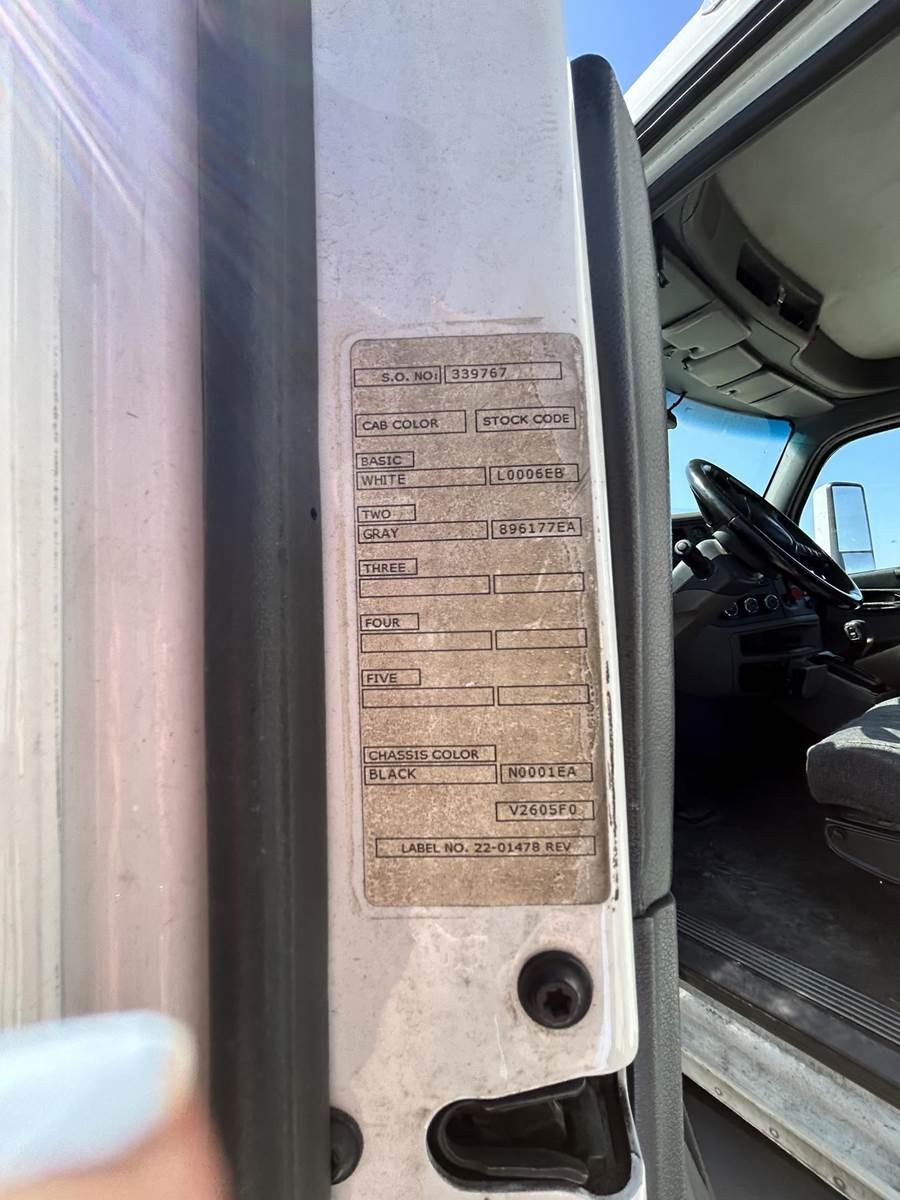 S.O. NO: 339767
CAB COLOR STOCK CODE
BASIC
WHITE L0006EB
TWO
GRAY 896177EA
THREE
FOUR
FIVE
CHASSIS COLOR
BLACK N0001EA
V2605F0
LABEL NO. 22-01478 REV